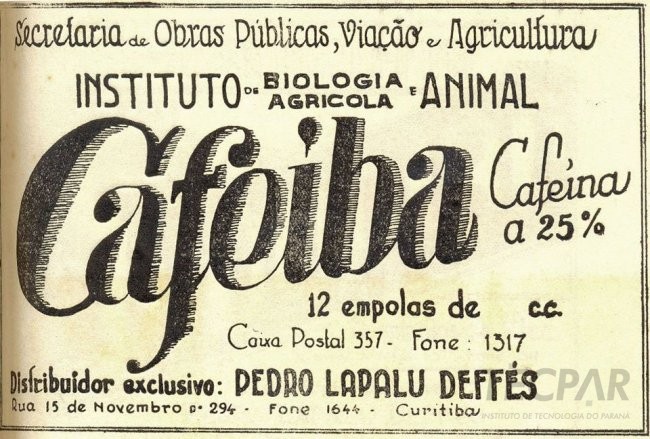 Secretaria de Obras Públicas, Viação e Agricultura
INSTITUTO DE BIOLOGIA AGRICOLA E ANIMAL
Cafeiba
Cafeína
a 25%
12 empolas de c.c.
Caixa Postal 357- Fone: 1317
Distribuidor exclusivo: PEDRO LAPALU DEFFÉS
Rua 15 de Novembro nº 294 - Fone 1644 - Curitiba
TECPAR
INSTITUTO DE TECNOLOGIA DO PARANÁ